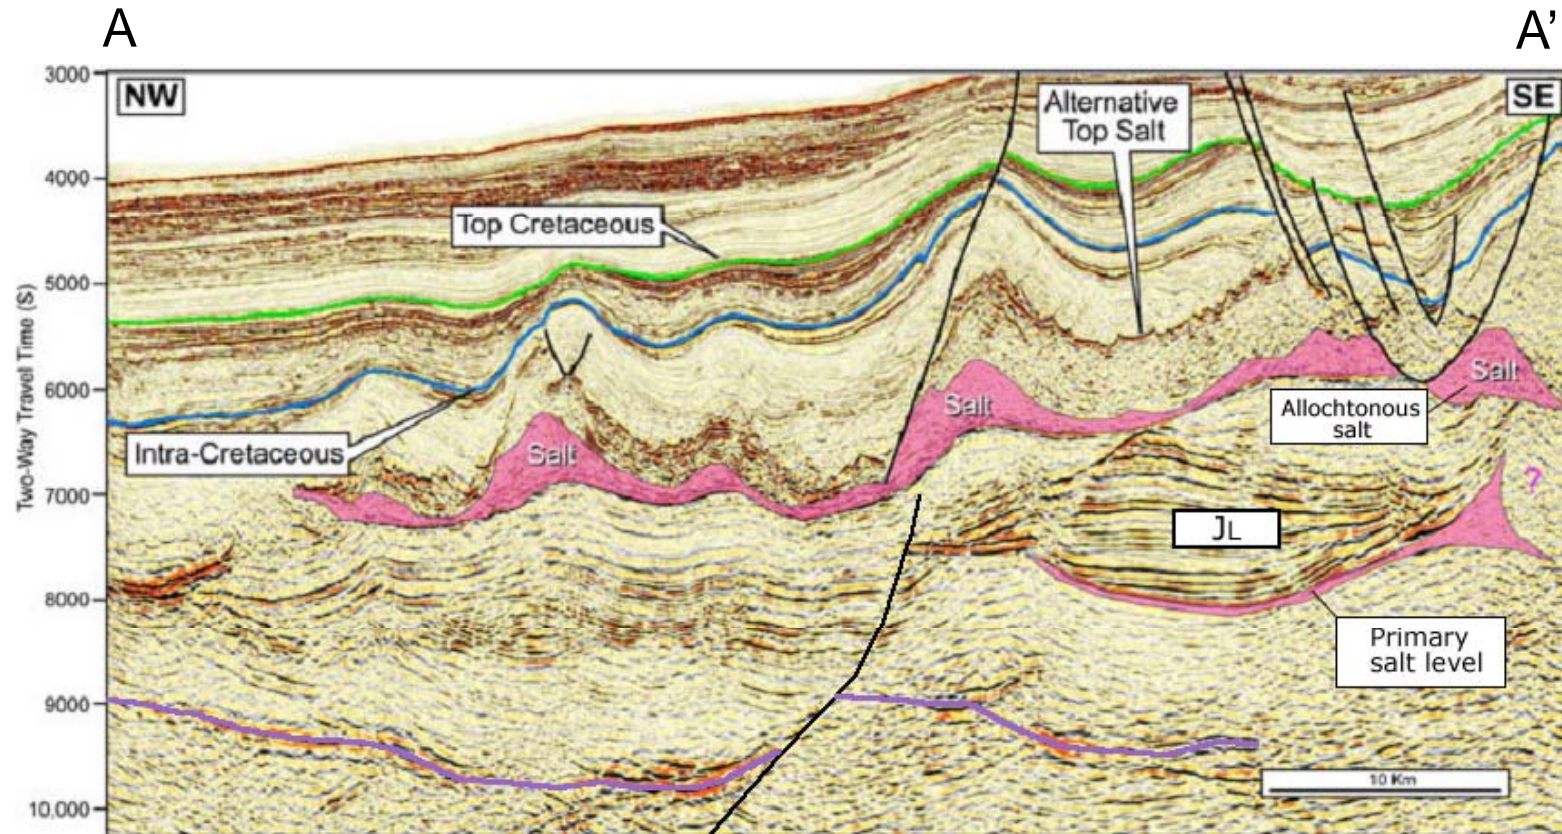 A
A’
3000
NW
SE
Alternative
Top Salt
4000
Top Cretaceous
5000
Two-Way Travel Time (S)
6000
Salt
Salt
Salt
Allochtonous
salt
Intra-Cretaceous
7000
?
JL
8000
Primary
salt level
9000
10 Km
10,000